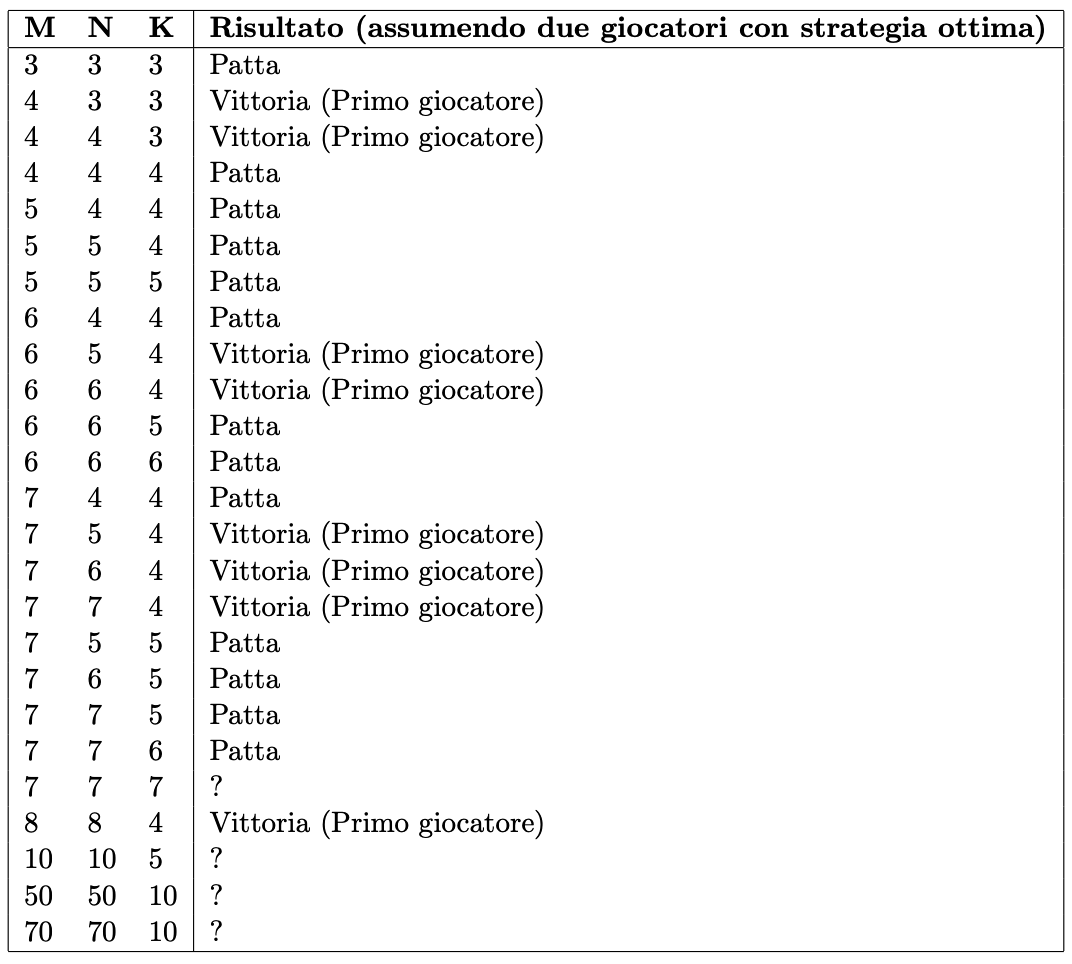 M N K Risultato (assumendo due giocatori con strategia ottima)
3 3 3 Patta
4 3 3 Vittoria (Primo giocatore)
4 4 3 Vittoria (Primo giocatore)
4 4 4 Patta
5 4 4 Patta
5 5 4 Patta
5 5 5 Patta
6 4 4 Patta
6 5 4 Vittoria (Primo giocatore)
6 6 4 Vittoria (Primo giocatore)
6 6 5 Patta
6 6 6 Patta
7 4 4 Patta
7 5 4 Vittoria (Primo giocatore)
7 6 4 Vittoria (Primo giocatore)
7 7 4 Vittoria (Primo giocatore)
7 5 5 Patta
7 6 5 Patta
7 7 5 Patta
7 7 6 Patta
7 7 7 ?
8 8 4 Vittoria (Primo giocatore)
10 10 5 ?
50 50 10 ?
70 70 10 ?